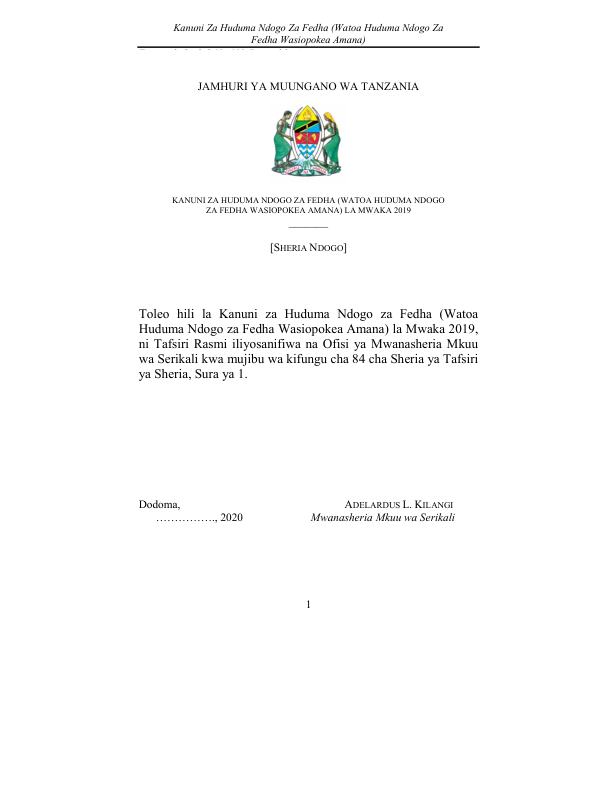 Kanuni Za Huduma Ndogo Za Fedha (Watoa Huduma Ndogo Za
Fedha Wasiopokea Amana)
JAMHURI YA MUUNGANO WA TANZANIA
KANUNI ZA HUDUMA NDOGO ZA FEDHA (WATOA HUDUMA NDOGO
ZA FEDHA WASIOPOKEA AMANA) LA MWAKA 2019
[SHERIA NDOGO]
Toleo hili la Kanuni za Huduma Ndogo za Fedha (Watoa
Huduma Ndogo za Fedha Wasiopokea Amana) la Mwaka 2019,
ni Tafsiri Rasmi iliyosanifiwa na Ofisi ya Mwanasheria Mkuu
wa Serikali kwa mujibu wa kifungu cha 84 cha Sheria ya Tafsiri
ya Sheria, Sura ya 1.
Dodoma, ADELARDUS L. KILANGI
……………., 2020 Mwanasheria Mkuu wa Serikali
1